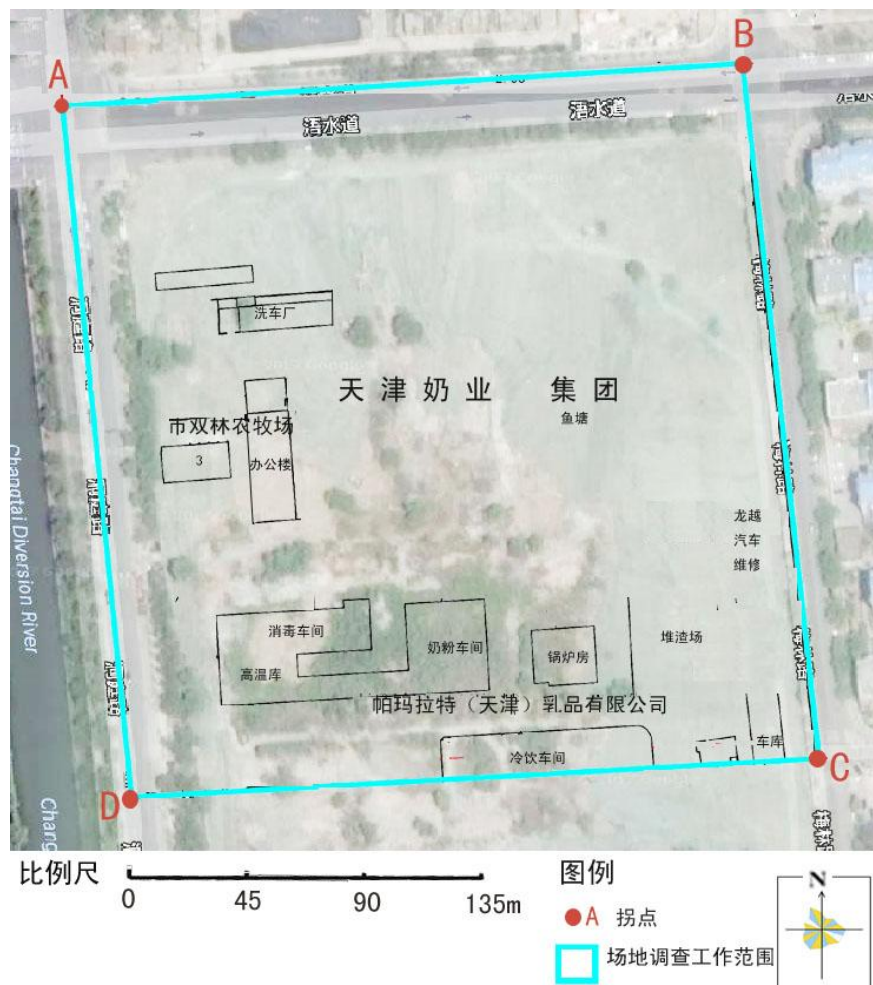 B
A
浯水道
浯水道
洗车厂
天津奶业 集团
鱼塘
市双林农牧场
3
办公楼
Changtai Diversion River
龙越
汽车
维修
消毒车间
奶粉车间
堆渣场
锅炉房
高温库
帕玛拉特（天津）乳品有限公司
车库
冷饮车间
C
D
Chang
比例尺
0
45
90
135m
图例
A 拐点
场地调查工作范围
N